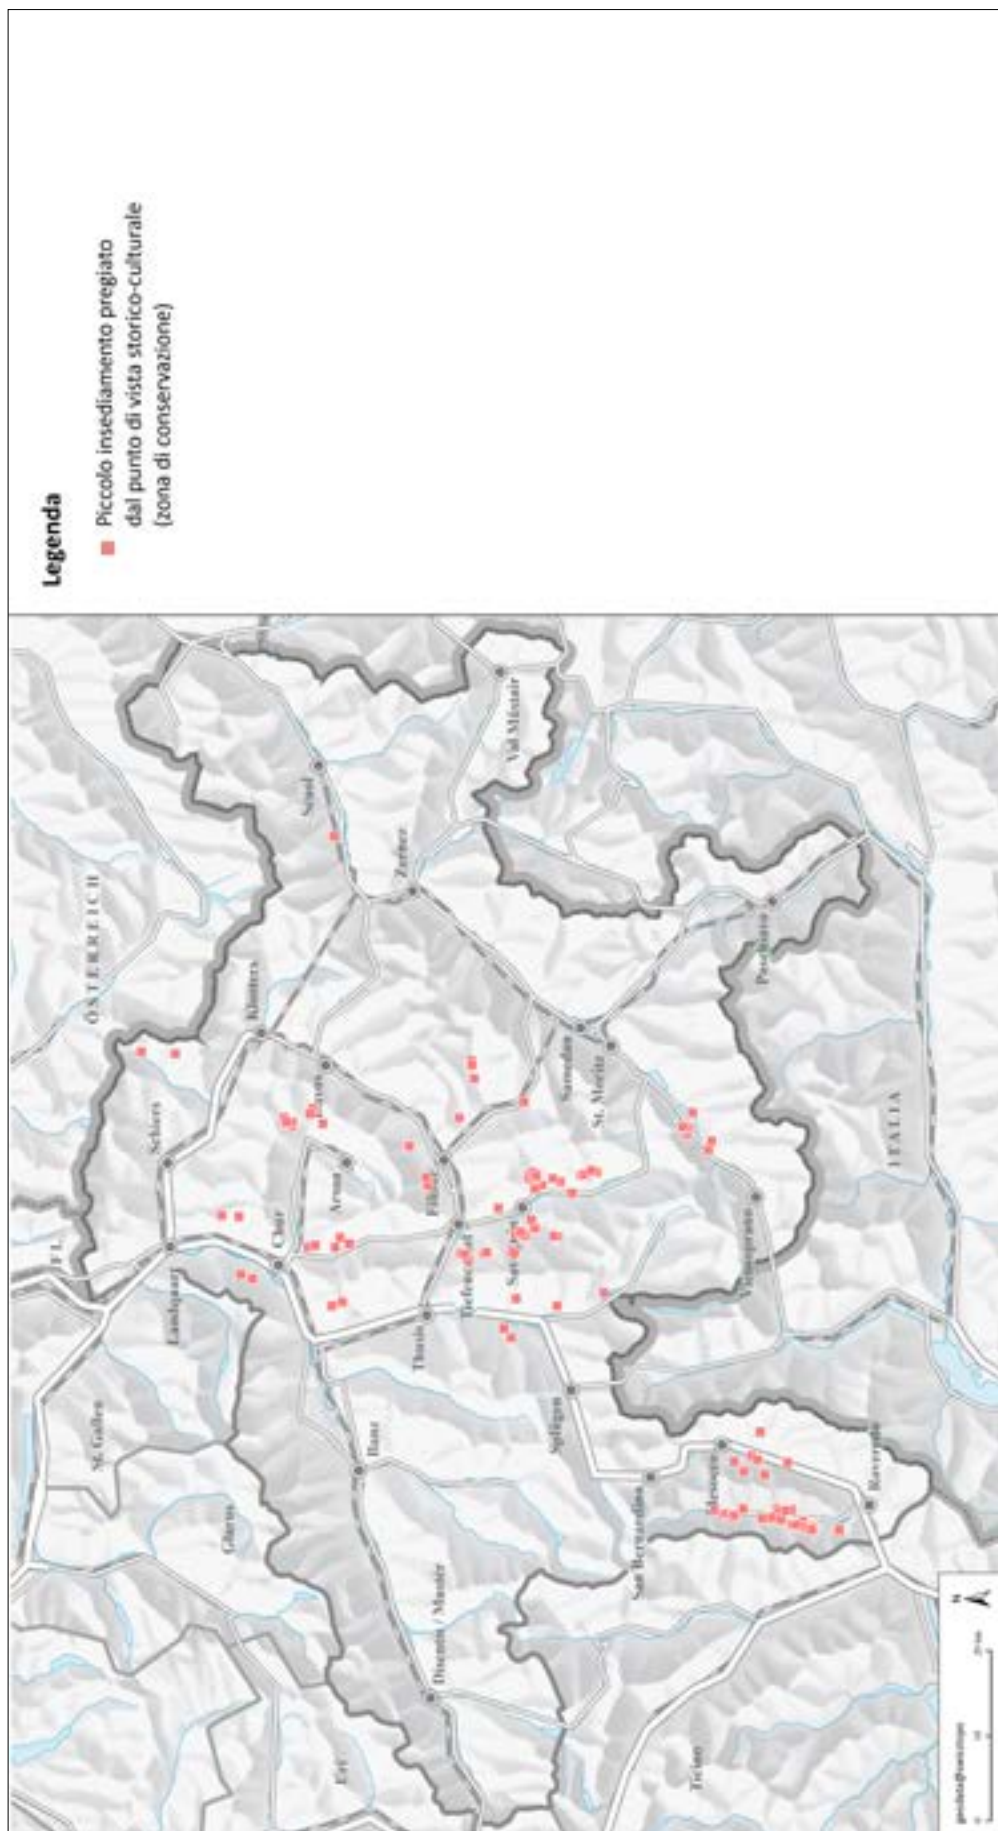 Legenda
Piccolo insediamento pregiato
dal punto di vista storico-culturale
(zona di conservazione)
ÖSTERREICH
FL
St. Gallen
Glarus
Uri
Ticino
ITALIA
Landquart
Schiers
Klosters
Chur
Arosa
Davos
Scuol
Zernez
Val Müstair
Ilanz
Disentis / Mustér
Thusis
Tiefencastel
Filisur
Savognin
Samedan
St. Moritz
Splügen
San Bernardino
Mesocco
Roveredo
Vicosoprano
Poschiavo
N